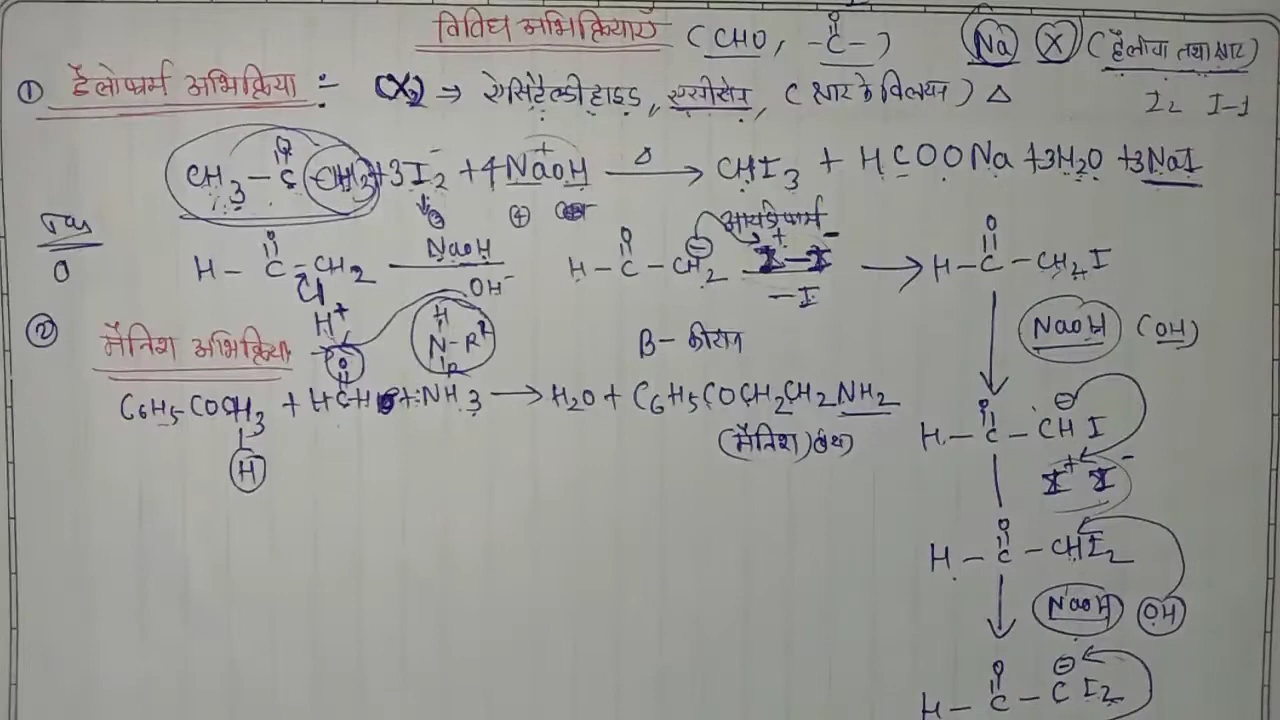 विविध अभिक्रियाएँ (CHO, -C-) Na X (हैलोजन तथा क्षार)
O
① हैलोफॉर्म अभिक्रिया :- (X2) → एसिटैल्डीहाइड, एसीटोन, (क्षार के विलयन) Δ I2 I-I
CH3 – C – CH3 + 3I2 + 4NaOH —Δ→ CHI3 + HCOONa + 3H2O + 3NaI
O
आयडोफार्म
H – C – CH2 NaOH OH- H – C – CH2 I – I -I → H – C – CH2I
O O O
NaOH (OH)
② मैनिश अभिक्रिया H+ H N – R R β – कीटोन
C6H5COCH3 + HCHO + NH3 → H2O + C6H5COCH2CH2NH2
H
(मैनिश)
H – C – CHI
O
I+ I-
H – C – CHI2
O
NaOH OH
H – C – CI2
O